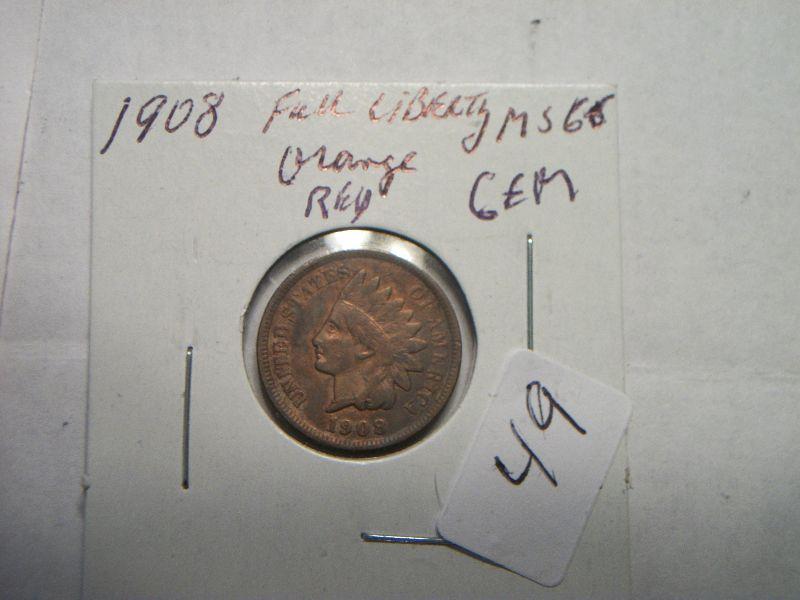 1908 Full LIBERTY MS65
Orange GEM
RED
UNITED STATES OF AMERICA
1908
49